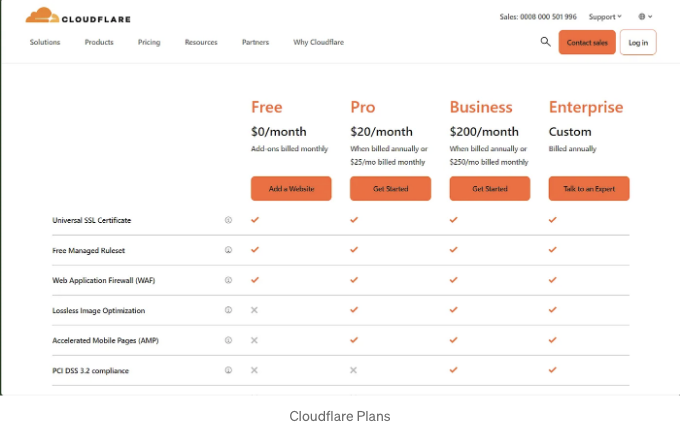 CLOUDFLARE
Sales: 0808 000 501 996 Support
Solutions Products Pricing Resources Partners Why Cloudflare Contact sales Log in
Free Pro Business Enterprise
$0/month $20/month $200/month Custom
Add-ons billed monthly When billed annually or When billed annually or Billed annually
$25/mo billed monthly $250/mo billed monthly
Add a Website Get Started Get Started Talk to an Expert
Universal SSL Certificate
Free Managed Ruleset
Web Application Firewall (WAF)
Lossless Image Optimization
Accelerated Mobile Pages (AMP)
PCI DSS 3.2 compliance
Cloudflare Plans